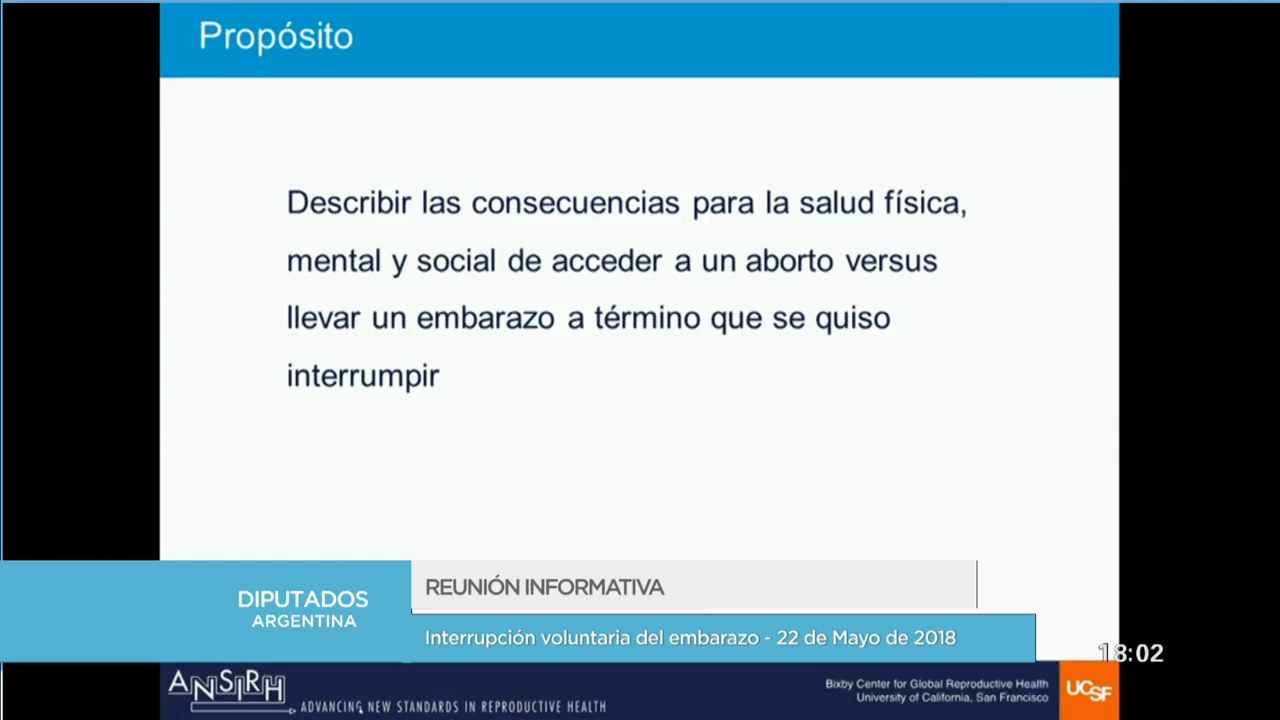 Propósito
Describir las consecuencias para la salud física,
mental y social de acceder a un aborto versus
llevar un embarazo a término que se quiso
interrumpir
DIPUTADOS
ARGENTINA
REUNIÓN INFORMATIVA
Interrupción voluntaria del embarazo - 22 de Mayo de 2018
18:02
ANSIRH
ADVANCING NEW STANDARDS IN REPRODUCTIVE HEALTH
Bixby Center for Global Reproductive Health
University of California, San Francisco
UCSF